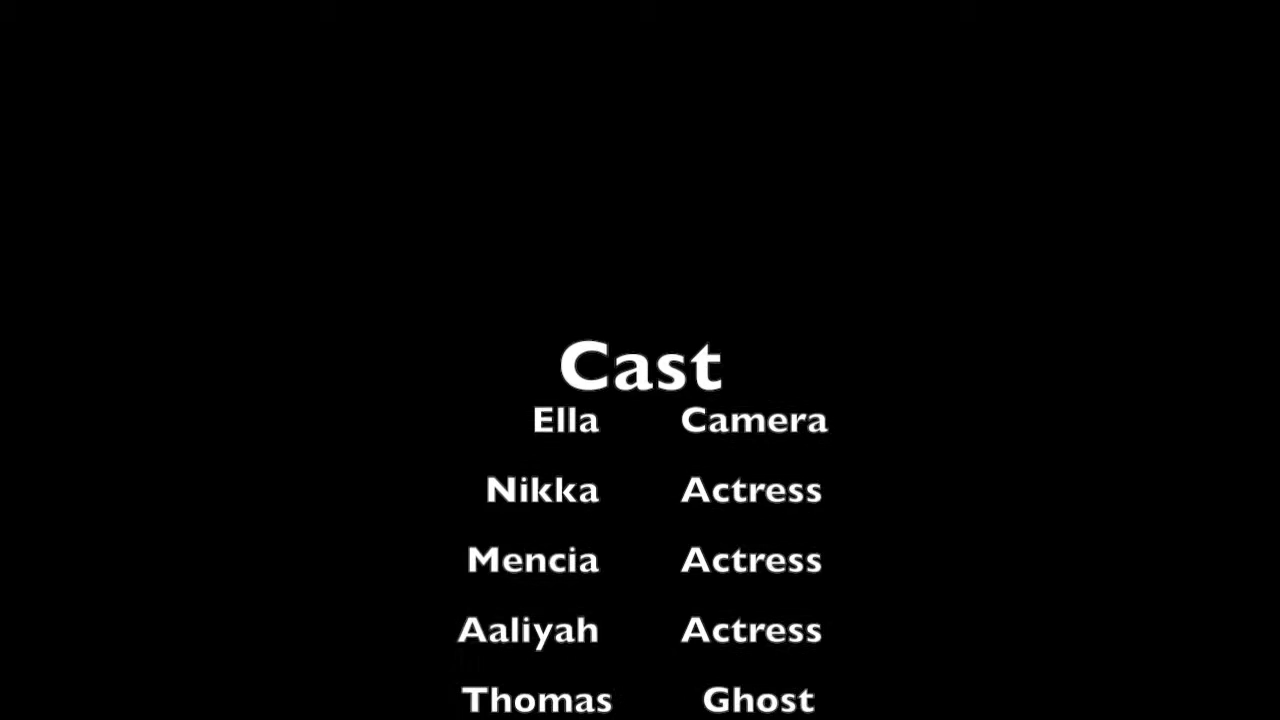 Cast
Ella Camera
Nikka Actress
Mencia Actress
Aaliyah Actress
Thomas Ghost